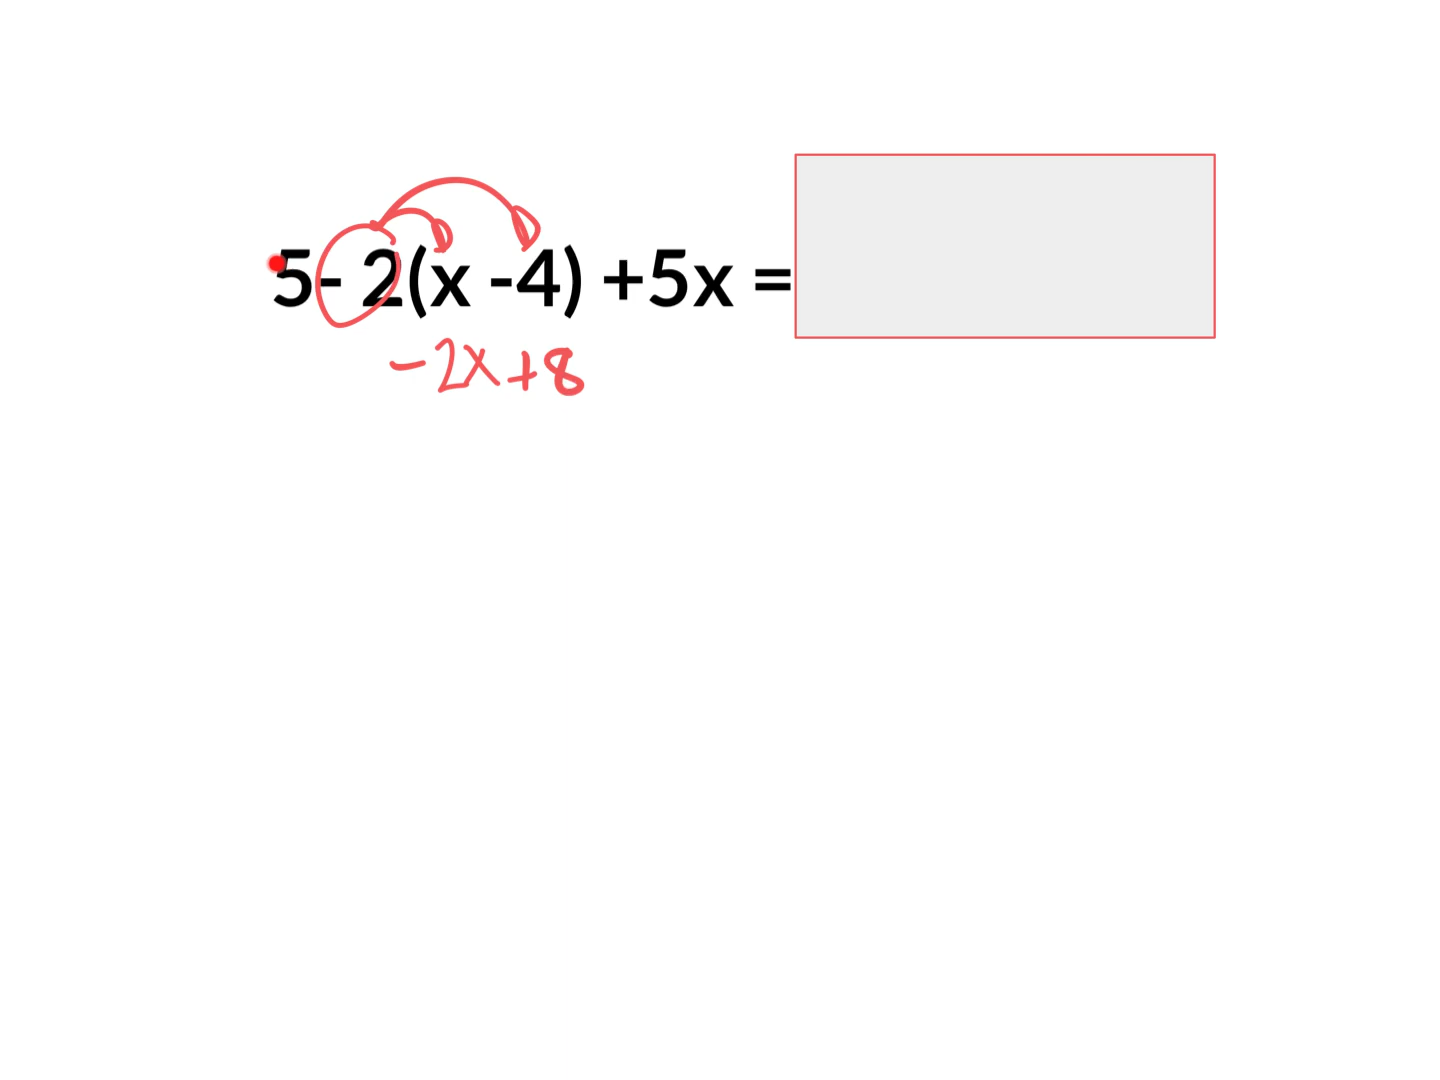 5- 2(x -4) +5x =
-2x+8